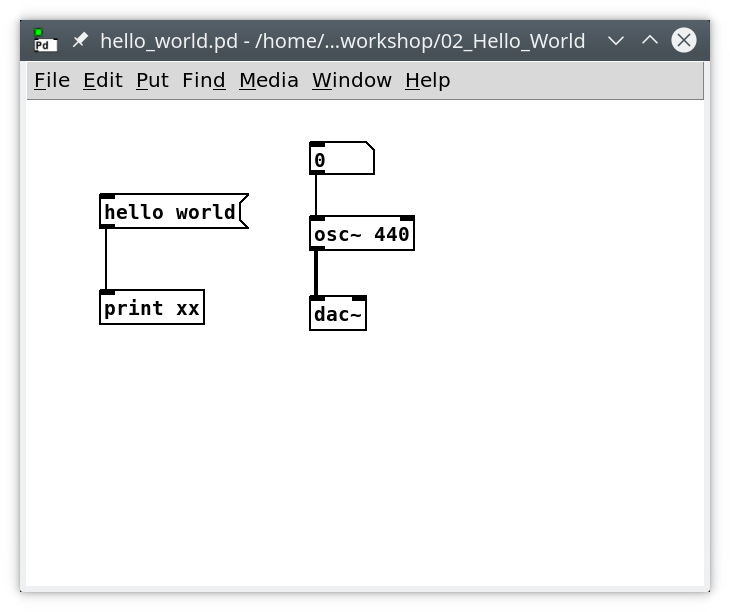 Pd hello_world.pd - /home/...workshop/02_Hello_World
File Edit Put Find Media Window Help
0
hello world
osc~ 440
print xx
dac~